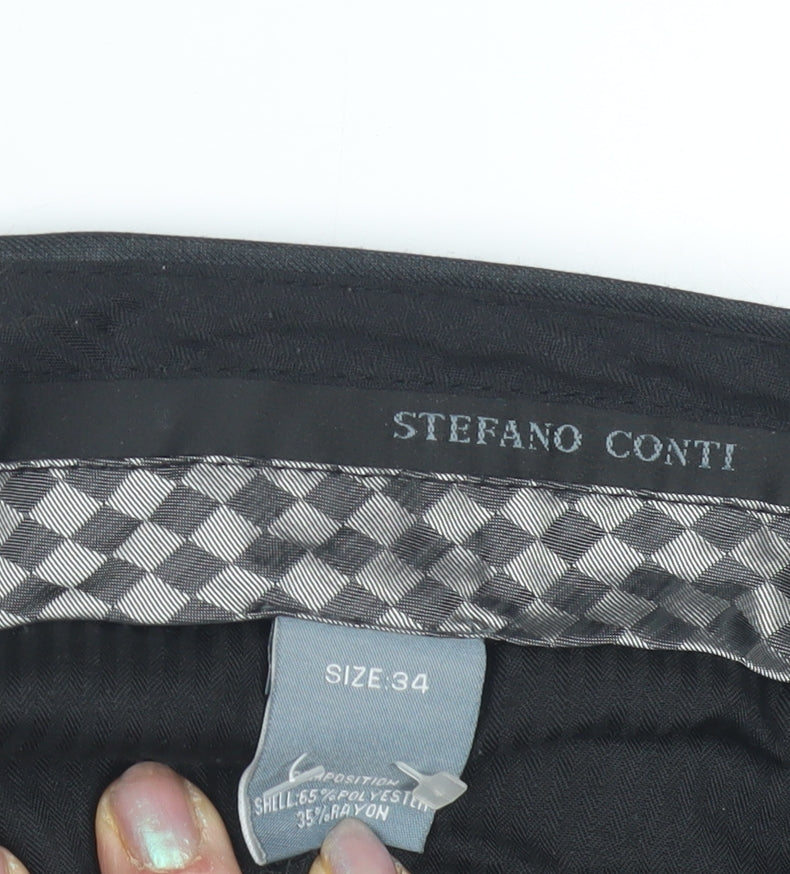 STEFANO CONTI
SIZE:34
SHELL:65%POLYESTER
35%RAYON